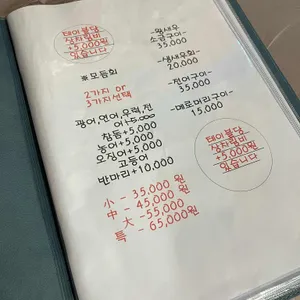 테이블당
상차림비
+5,000원
있습니다
※모듬회
2가지 or
3가지선택
광어,연어,우럭,전
어+5,000
참돔+5,000
농어+5,000
오징어+5,000
고등어
반마리+10,000
小 - 35,000원
中 - 45,000원
大 -55,000원
특 - 65,000원
-왕새우
소금구이-
35,000
-생새우회
20,000
-전어구이-
35,000
-메로머리구이-
15,000
테이블당
상차림비
+5,000원
있습니다